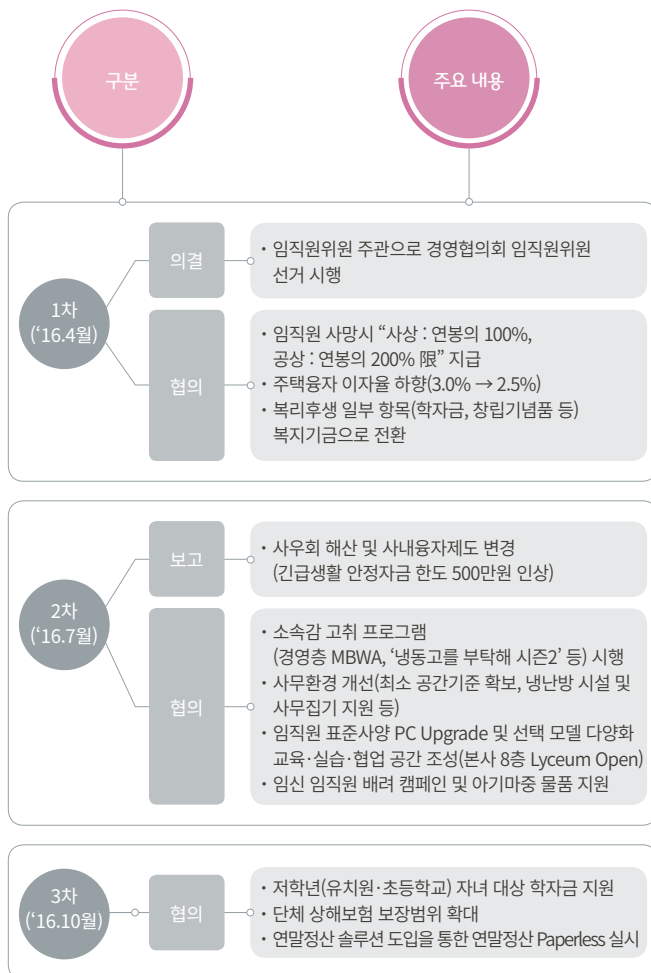 구분
주요 내용
1차
(‘16.4월)
의결
· 임직원위원 주관으로 경영협의회 임직원위원
선거 시행
협의
· 임직원 사망시 “사상 : 연봉의 100%,
공상 : 연봉의 200% 限” 지급
· 주택융자 이자율 하향(3.0% → 2.5%)
· 복리후생 일부 항목(학자금, 창립기념품 등)
복지기금으로 전환
2차
(‘16.7월)
보고
· 사우회 해산 및 사내융자제도 변경
(긴급생활 안정자금 한도 500만원 인상)
협의
· 소속감 고취 프로그램
(경영층 MBWA, ‘냉동고를 부탁해 시즌2’ 등) 시행
· 사무환경 개선(최소 공간기준 확보, 냉난방 시설 및
사무집기 지원 등)
· 임직원 표준사양 PC Upgrade 및 선택 모델 다양화
교육·실습·협업 공간 조성(본사 8층 Lyceum Open)
· 임신 임직원 배려 캠페인 및 아기마중 물품 지원
3차
(‘16.10월)
협의
· 저학년(유치원·초등학교) 자녀 대상 학자금 지원
· 단체 상해보험 보장범위 확대
· 연말정산 솔루션 도입을 통한 연말정산 Paperless 실시